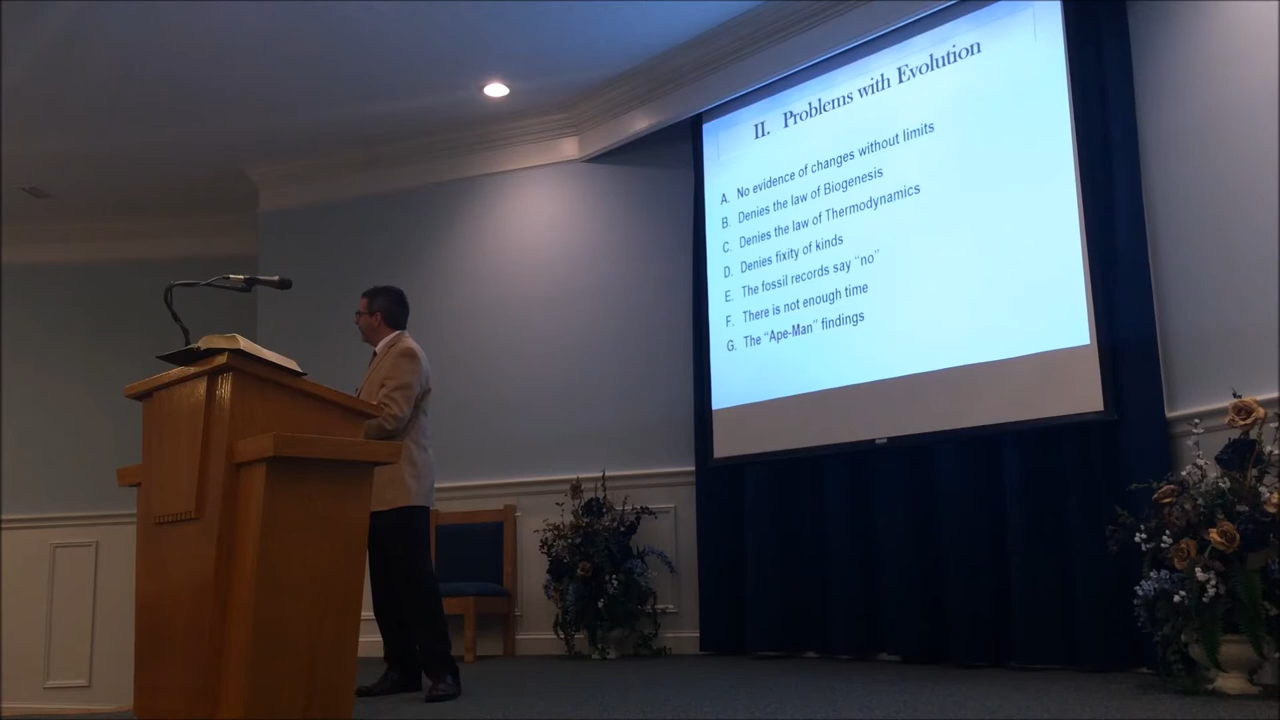 II. Problems with Evolution
A. No evidence of changes without limits
B. Denies the law of Biogenesis
C. Denies the law of Thermodynamics
D. Denies fixity of kinds
E. The fossil records say “no”
F. There is not enough time
G. The “Ape-Man” findings